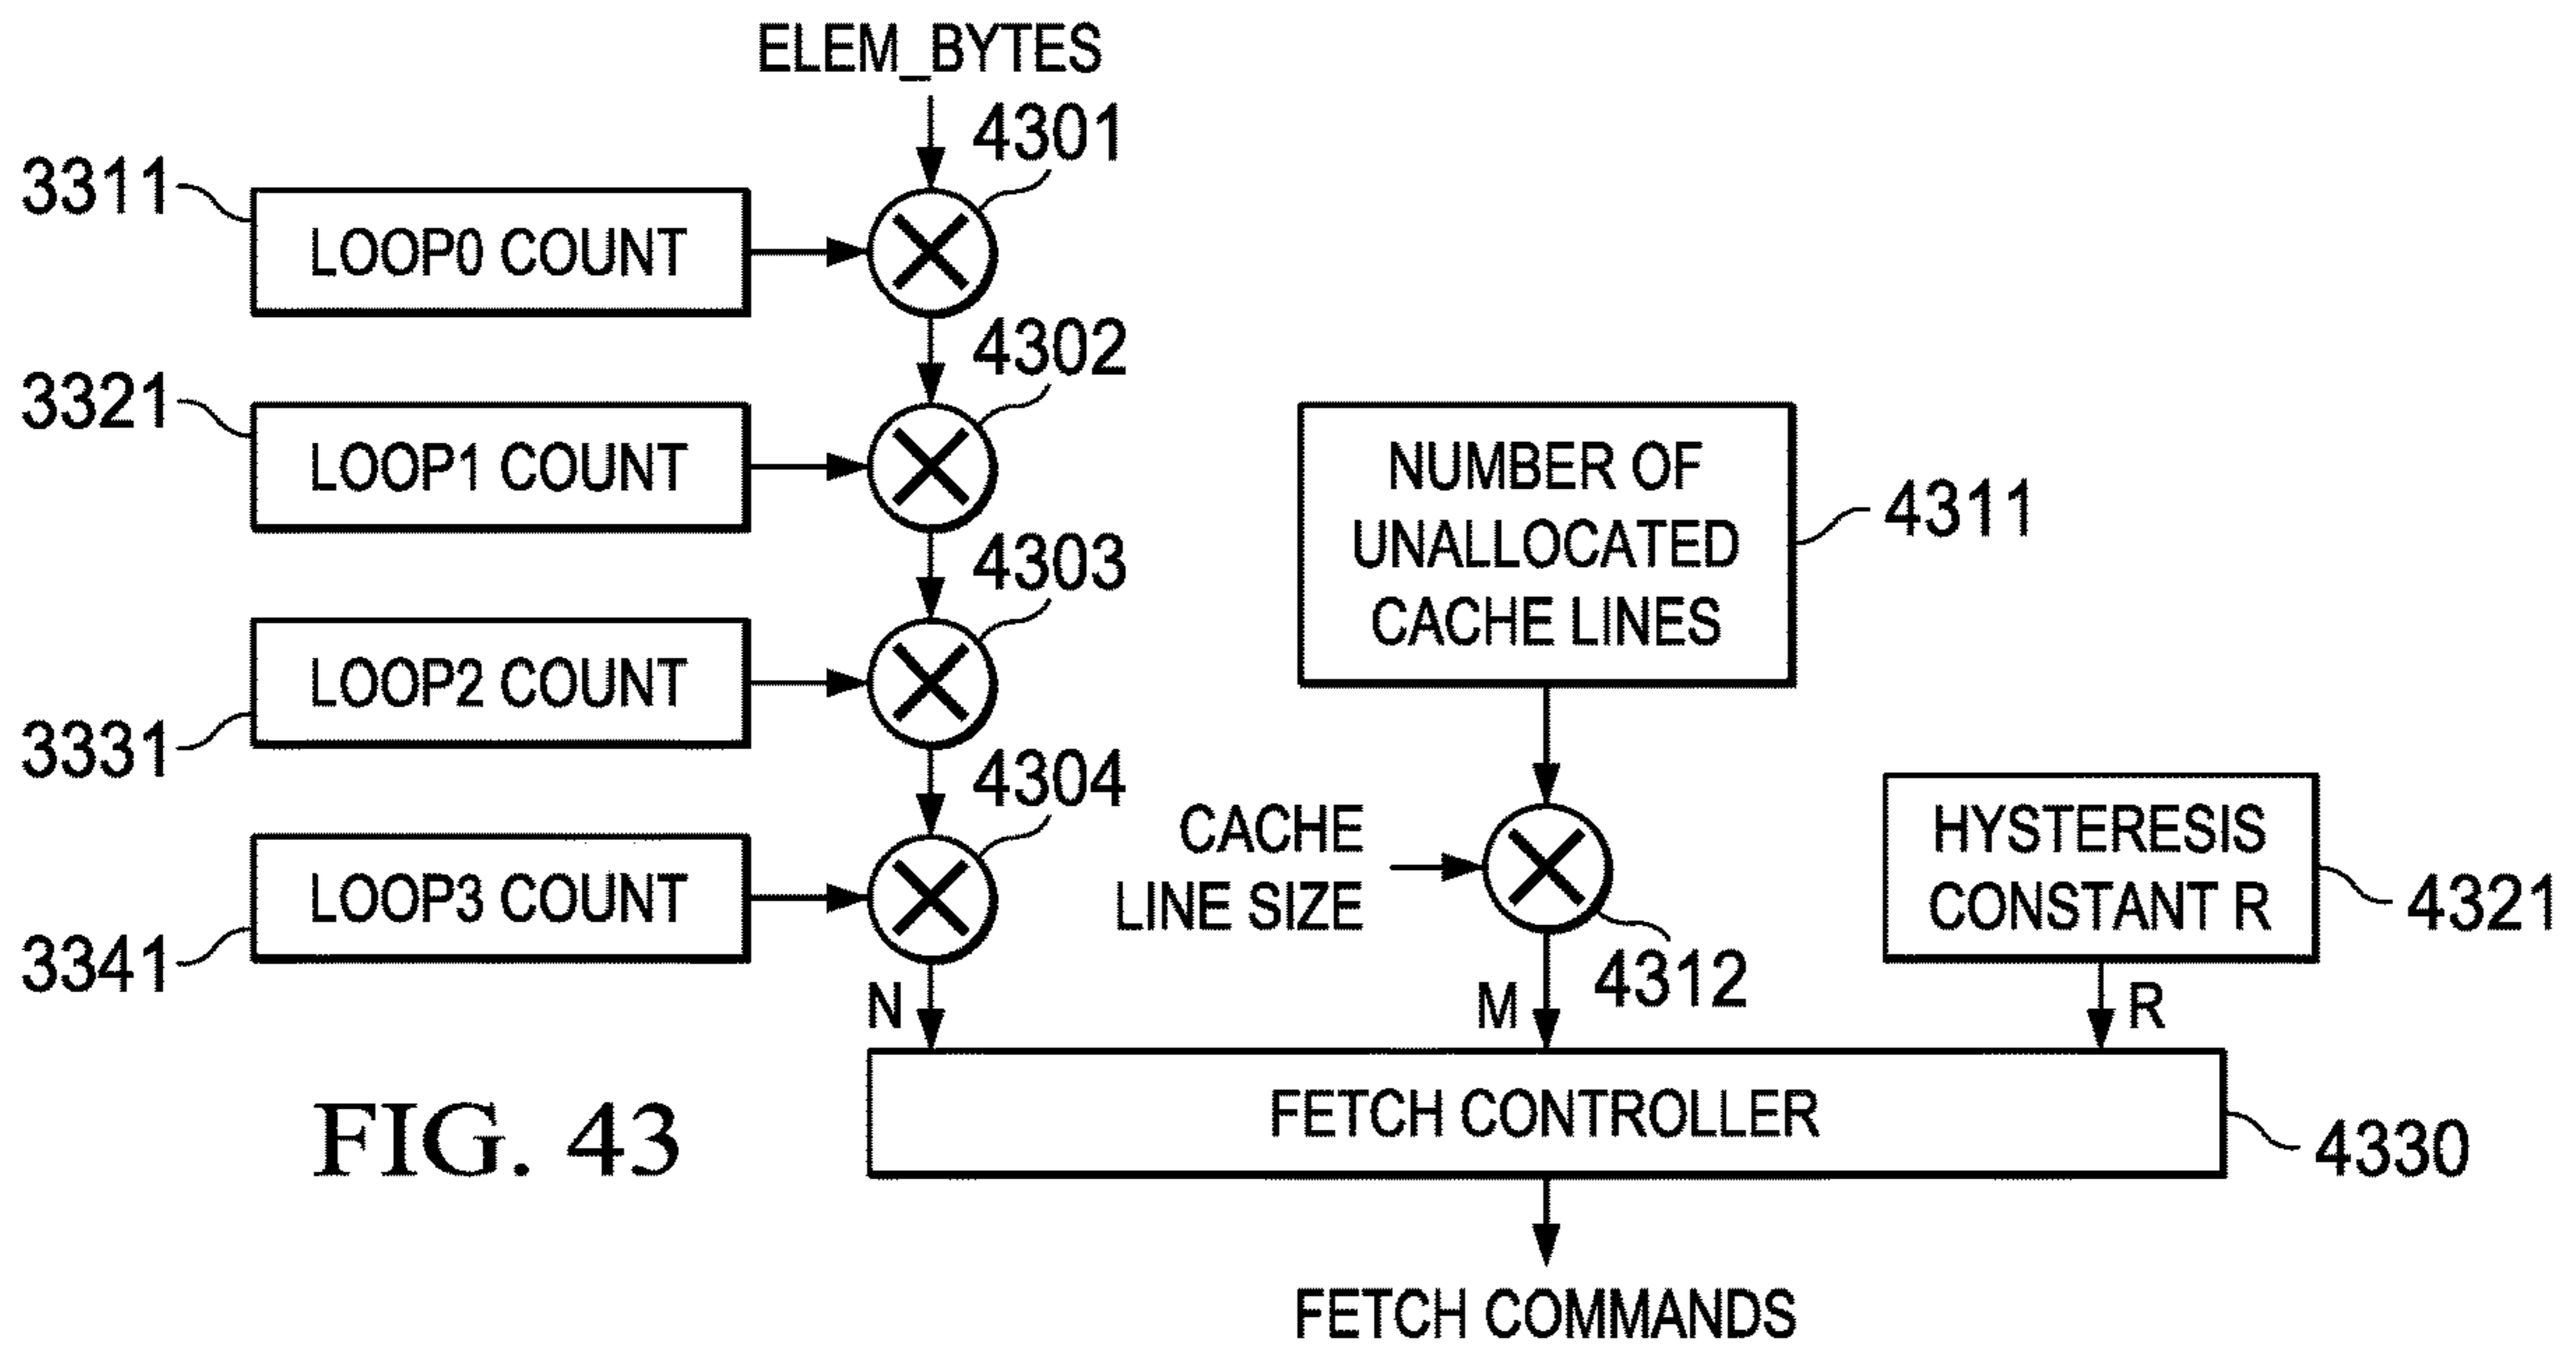 ELEM_BYTES
4301
3311
LOOP0 COUNT
4302
3321
LOOP1 COUNT
4303
LOOP2 COUNT
3331
4304
LOOP3 COUNT
3341
NUMBER OF
UNALLOCATED
CACHE LINES
4311
CACHE
LINE SIZE
4312
HYSTERESIS
CONSTANT R
4321
N
M
R
FETCH CONTROLLER
4330
FETCH COMMANDS
FIG. 43